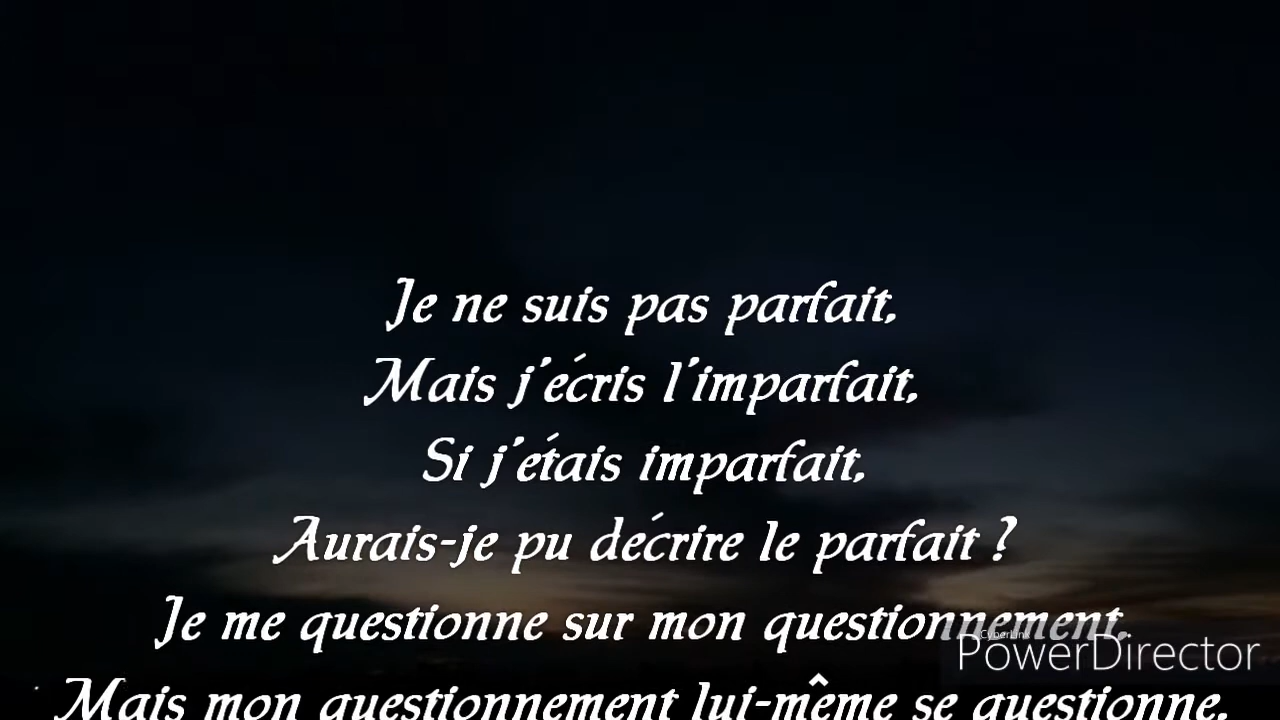 Je ne suis pas parfait,
Mais j'écris l'imparfait,
Si j'étais imparfait,
Aurais-je pu décrire le parfait ?
Je me questionne sur mon questionnement,
CyberLink
PowerDirector
Mais mon questionnement lui-même se questionne,